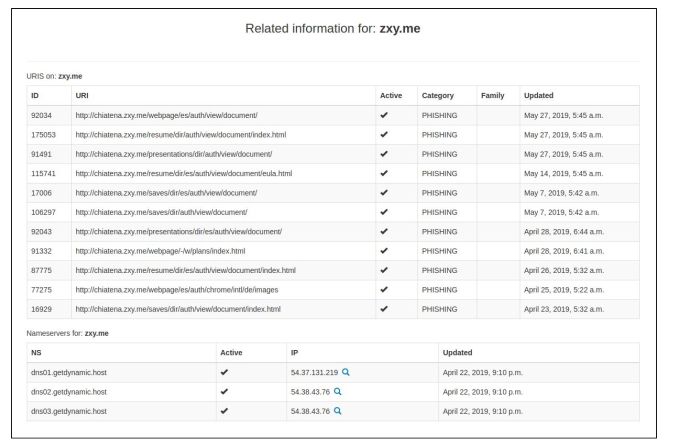 Related information for: zxy.me
URIS on: zxy.me
ID URI Active Category Family Updated
92034 http://chiatena.zxy.me/webpage/es/auth/view/document/ ✔ PHISHING May 27, 2019, 5:45 a.m.
175053 http://chiatena.zxy.me/resume/dir/auth/view/document/index.html ✔ PHISHING May 27, 2019, 5:45 a.m.
91491 http://chiatena.zxy.me/presentations/dir/auth/view/document/ ✔ PHISHING May 27, 2019, 5:45 a.m.
115741 http://chiatena.zxy.me/resume/dir/es/auth/view/document/eula.html ✔ PHISHING May 14, 2019, 5:45 a.m.
17006 http://chiatena.zxy.me/saves/dir/es/auth/view/document/ ✔ PHISHING May 7, 2019, 5:42 a.m.
106297 http://chiatena.zxy.me/saves/dir/auth/view/document/ ✔ PHISHING May 7, 2019, 5:42 a.m.
92043 http://chiatena.zxy.me/presentations/dir/es/auth/view/document/ ✔ PHISHING April 28, 2019, 6:44 a.m.
91332 http://chiatena.zxy.me/webpage/-/w/plans/index.html ✔ PHISHING April 28, 2019, 6:41 a.m.
87775 http://chiatena.zxy.me/resume/dir/es/auth/view/document/index.html ✔ PHISHING April 26, 2019, 5:32 a.m.
77275 http://chiatena.zxy.me/webpage/es/auth/chrome/intl/de/images ✔ PHISHING April 25, 2019, 5:22 a.m.
16929 http://chiatena.zxy.me/saves/dir/auth/view/document/index.html ✔ PHISHING April 23, 2019, 5:32 a.m.
Nameservers for: zxy.me
NS Active IP Updated
dns01.getdynamic.host ✔ 54.37.131.219 April 22, 2019, 9:10 p.m.
dns02.getdynamic.host ✔ 54.38.43.76 April 22, 2019, 9:10 p.m.
dns03.getdynamic.host ✔ 54.38.43.76 April 22, 2019, 9:10 p.m.